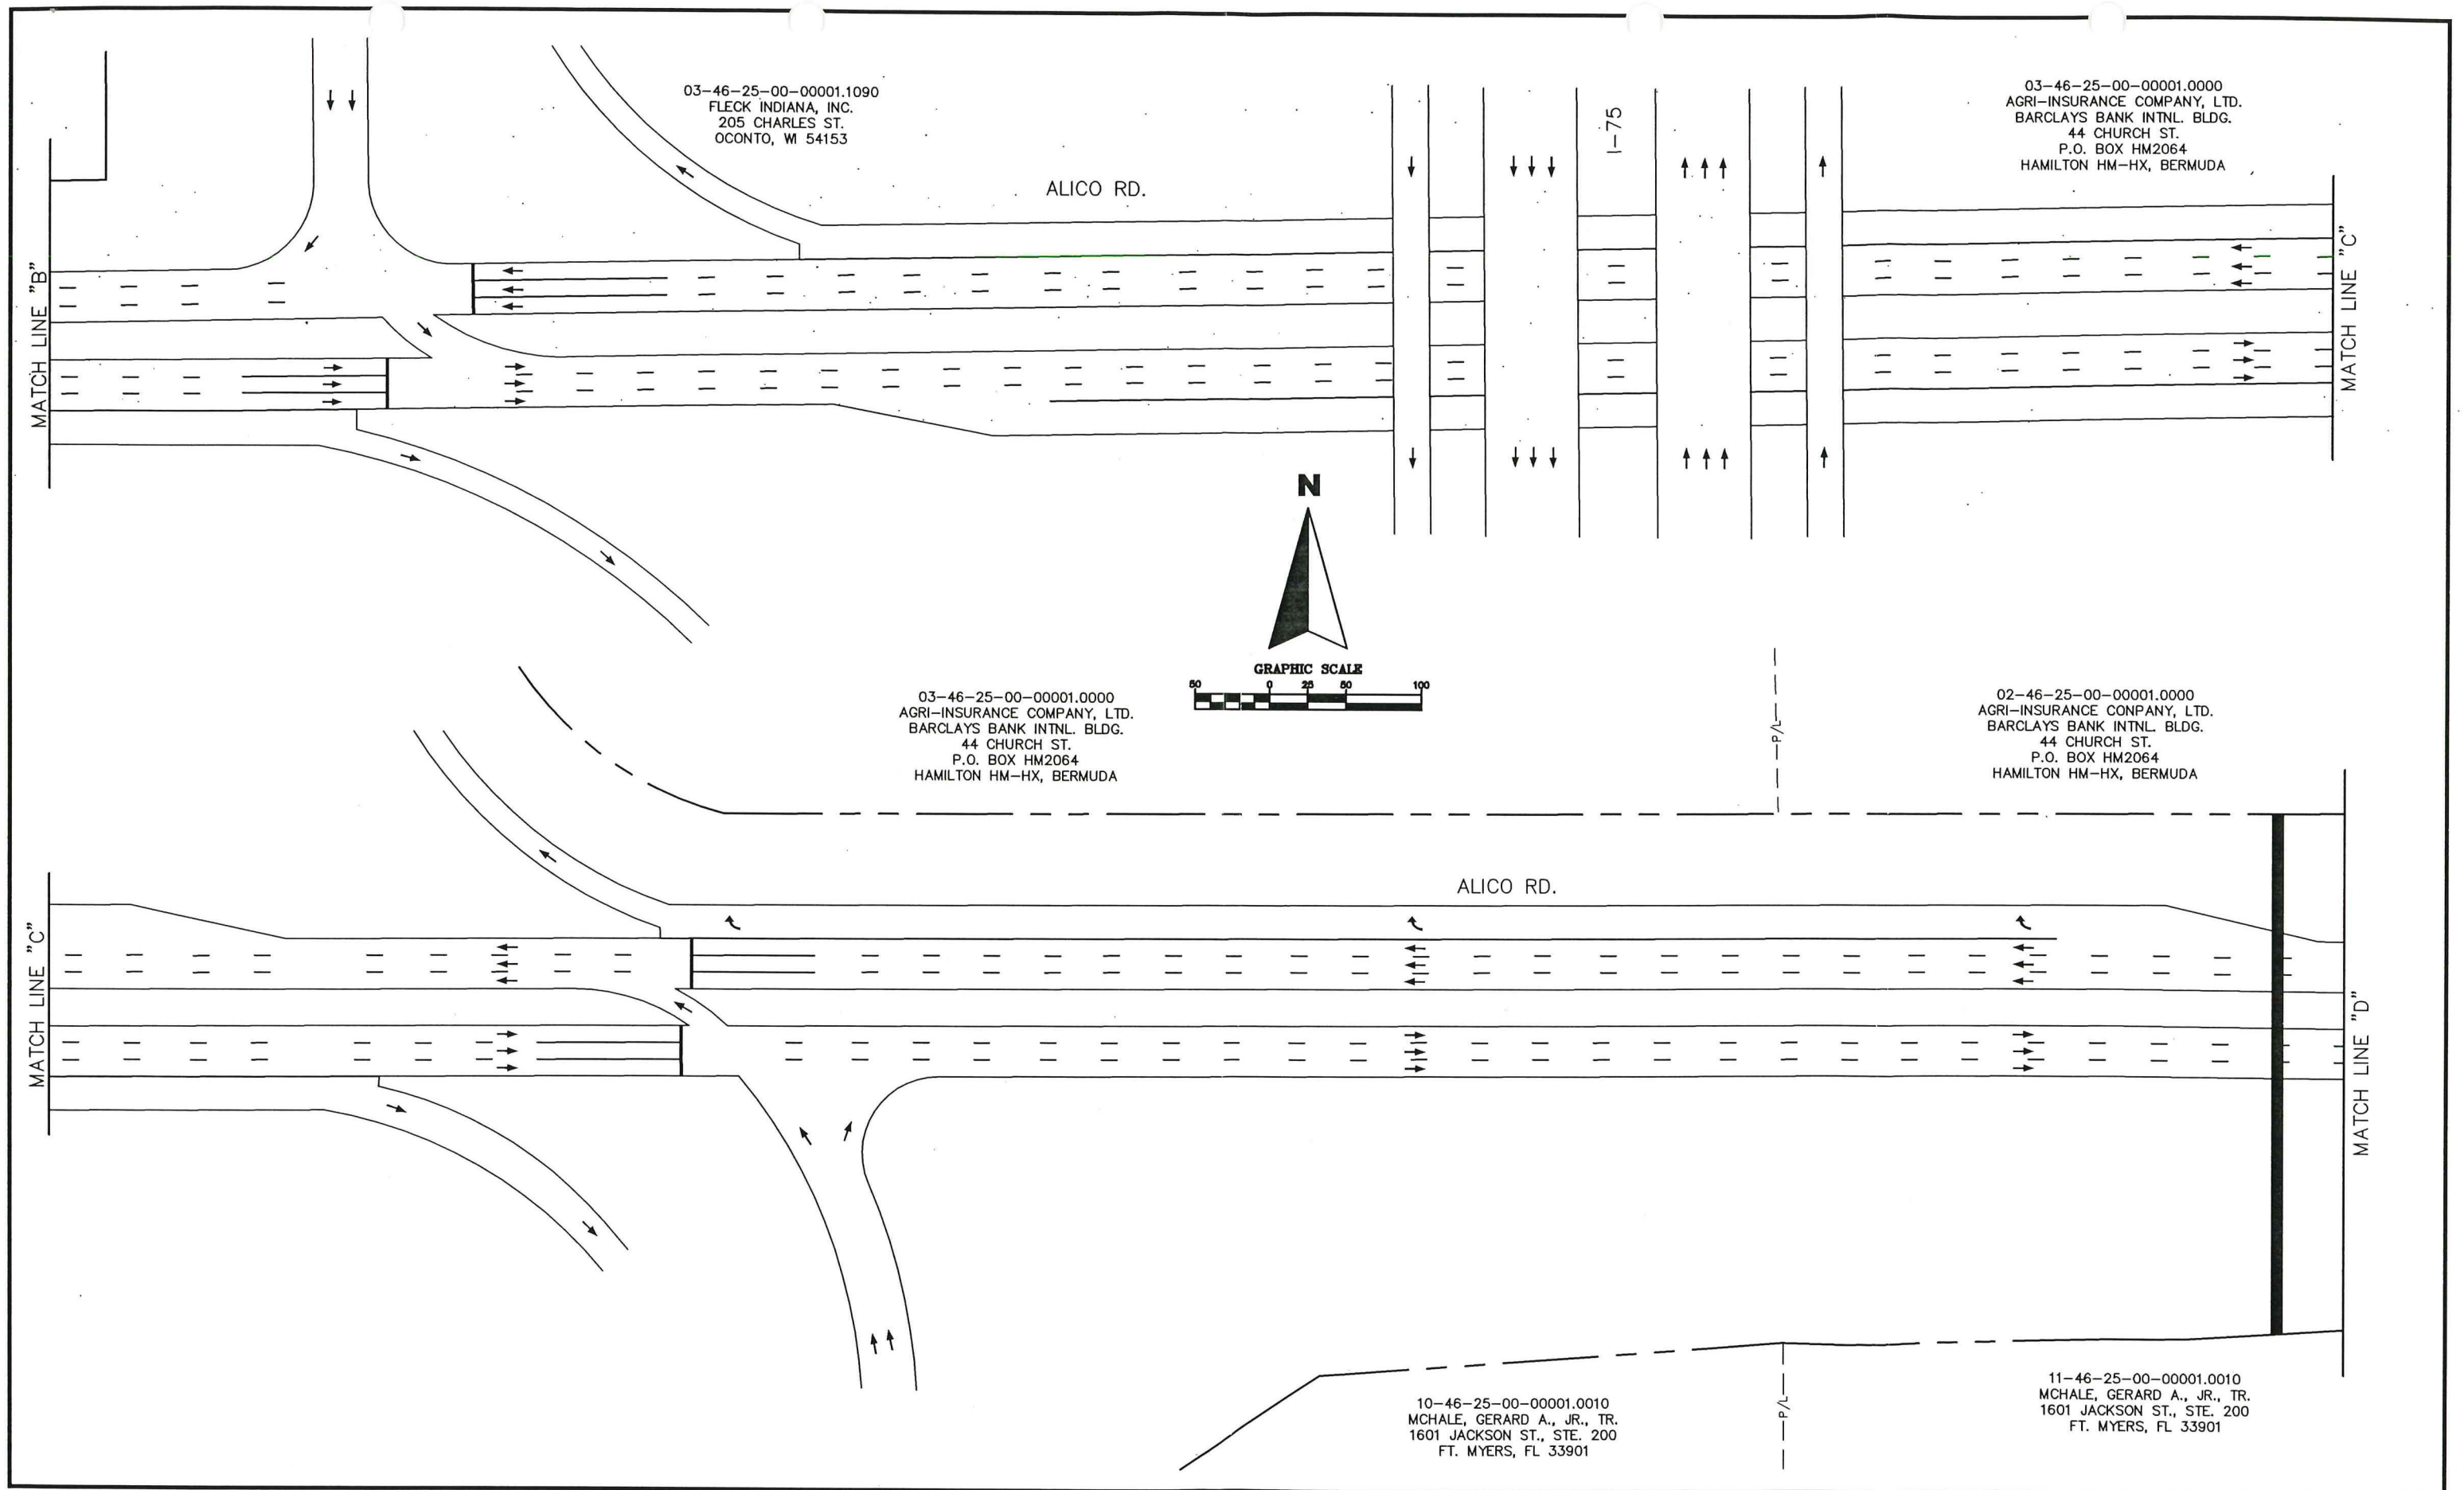 03-46-25-00-00001.1090
FLECK INDIANA, INC.
205 CHARLES ST.
OCONTO, WI 54153
ALICO RD.
I-75
03-46-25-00-00001.0000
AGRI-INSURANCE COMPANY, LTD.
BARCLAYS BANK INTNL. BLDG.
44 CHURCH ST.
P.O. BOX HM2064
HAMILTON HM-HX, BERMUDA
MATCH LINE "B"
MATCH LINE "C"
N
GRAPHIC SCALE
50 0 25 50 100
03-46-25-00-00001.0000
AGRI-INSURANCE COMPANY, LTD.
BARCLAYS BANK INTNL. BLDG.
44 CHURCH ST.
P.O. BOX HM2064
HAMILTON HM-HX, BERMUDA
P/L
02-46-25-00-00001.0000
AGRI-INSURANCE CONPANY, LTD.
BARCLAYS BANK INTNL. BLDG.
44 CHURCH ST.
P.O. BOX HM2064
HAMILTON HM-HX, BERMUDA
ALICO RD.
MATCH LINE "C"
MATCH LINE "D"
10-46-25-00-00001.0010
MCHALE, GERARD A., JR., TR.
1601 JACKSON ST., STE. 200
FT. MYERS, FL 33901
P/L
11-46-25-00-00001.0010
MCHALE, GERARD A., JR., TR.
1601 JACKSON ST., STE. 200
FT. MYERS, FL 33901